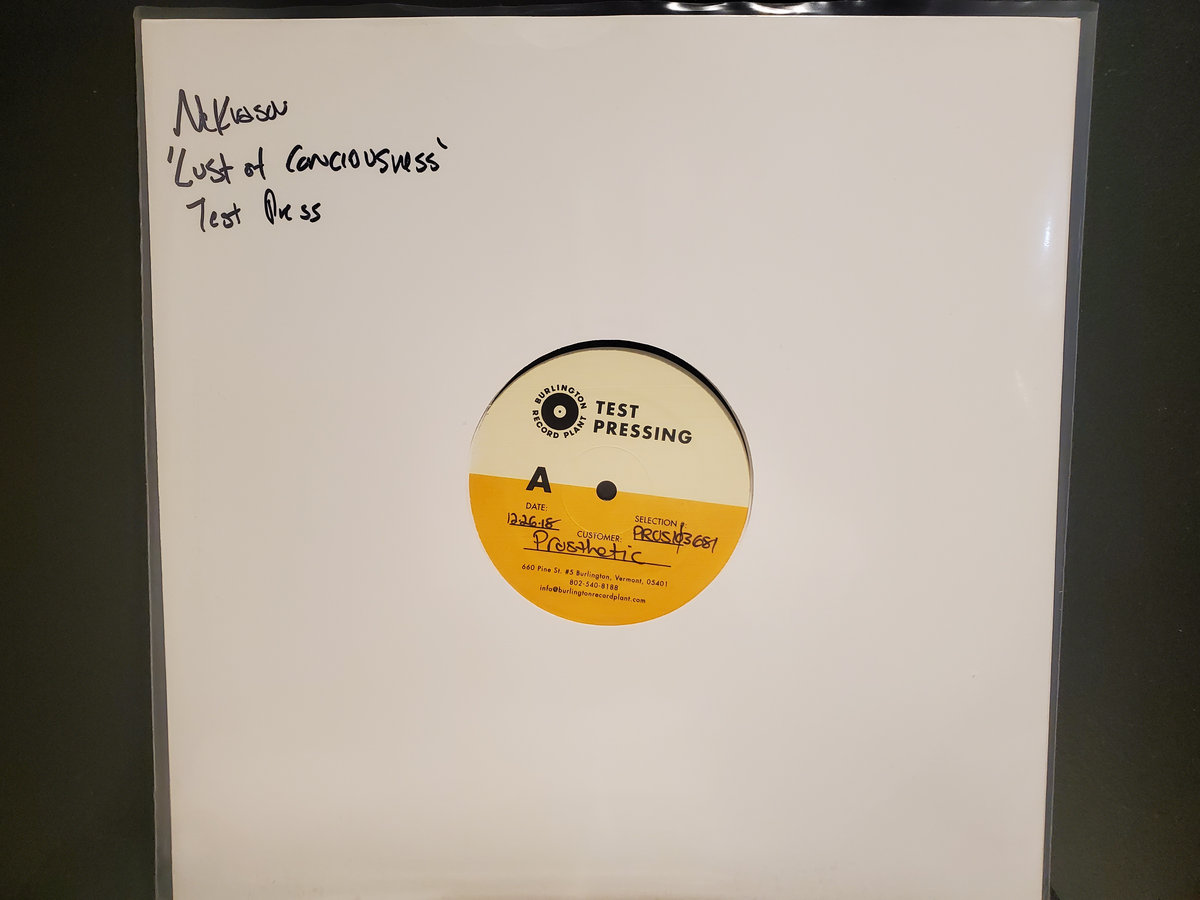 'Lust of Conciousness'
Test Press
BURLINGTON RECORD PLANT
TEST
PRESSING
A
DATE:
12.26.18
SELECTION #:
CUSTOMER:
Prosthetic
660 Pine St. #5 Burlington, Vermont, 05401
802-540-8188
info@burlingtonrecordplant.com